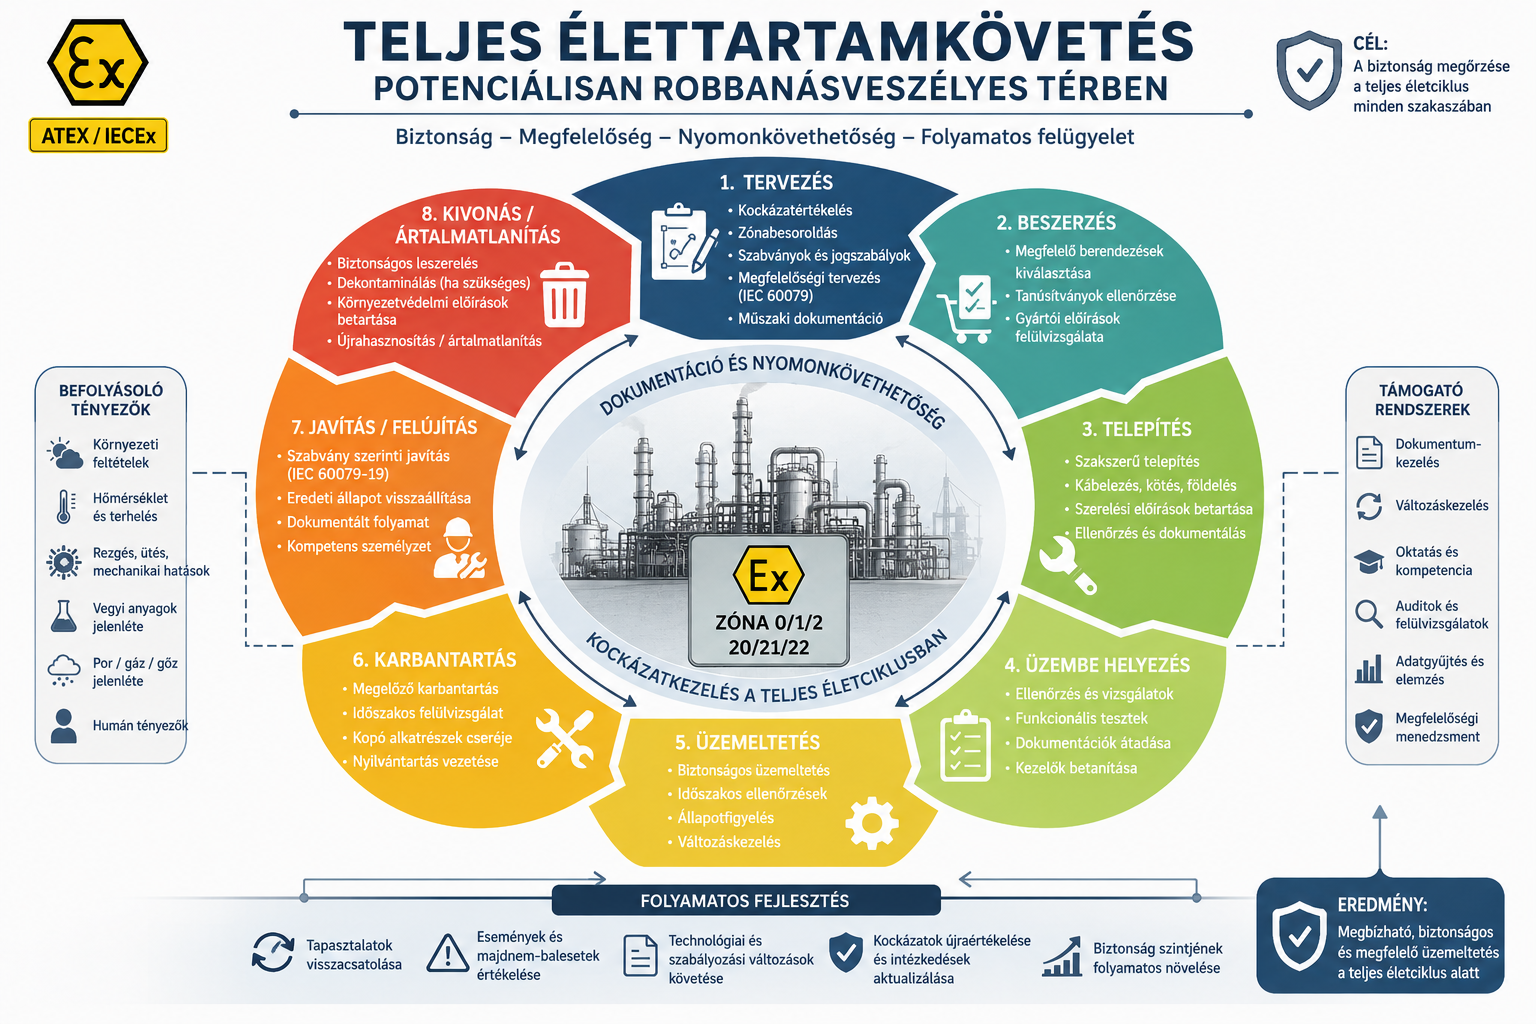 Ex
ATEX / IECEx
TELJES ÉLETTARTAMKÖVETÉS
POTENCIÁLISAN ROBBANÁSVESZÉLYES TÉRBEN
Biztonság – Megfelelőség – Nyomonkövethetőség – Folyamatos felügyelet
CÉL:
A biztonság megőrzése
a teljes életciklus
minden szakaszában
1. TERVEZÉS
• Kockázatértékelés
• Zónabesoroldás
• Szabványok és jogszabályok
• Megfelelőségi tervezés
(IEC 60079)
• Műszaki dokumentáció
2. BESZERZÉS
• Megfelelő berendezések
kiválasztása
• Tanúsítványok ellenőrzése
• Gyártói előírások
felülvizsgálata
3. TELEPÍTÉS
• Szakszerű telepítés
• Kábelezés, kötés, földelés
• Szerelési előírások betartása
• Ellenőrzés és dokumentálás
4. ÜZEMBE HELYEZÉS
• Ellenőrzés és vizsgálatok
• Funkcionális tesztek
• Dokumentációk átadása
• Kezelők betanítása
5. ÜZEMELTETÉS
• Biztonságos üzemeltetés
• Időszakos ellenőrzések
• Állapotfigyelés
• Változáskezelés
6. KARBANTARTÁS
• Megelőző karbantartás
• Időszakos felülvizsgálat
• Kopó alkatrészek cseréje
• Nyilvántartás vezetése
7. JAVÍTÁS / FELÚJÍTÁS
• Szabvány szerinti javítás
(IEC 60079-19)
• Eredeti állapot visszaállítása
• Dokumentált folyamat
• Kompetens személyzet
8. KIVONÁS /
ÁRTALMATLANÍTÁS
• Biztonságos leszerelés
• Dekontaminálás (ha szükséges)
• Környezetvédelmi előírások
betartása
• Újrahasznosítás / ártalmatlanítás
DOKUMENTÁCIÓ ÉS NYOMONKÖVETHETŐSÉG
Ex
ZÓNA 0/1/2
20/21/22
KOCKÁZATKEZELÉS A TELJES ÉLETCIKLUSBAN
BEFOLYÁSOLÓ
TÉNYEZŐK
Környezeti
feltételek
Hőmérséklet
és terhelés
Rezgés, ütés,
mechanikai hatások
Vegyi anyagok
jelenléte
Por / gáz / gőz
jelenléte
Humán tényezők
TÁMOGATÓ
RENDSZEREK
Dokumentum-
kezelés
Változáskezelés
Oktatás és
kompetencia
Auditok és
felülvizsgálatok
Adatgyűjtés és
elemzés
Megfelelőségi
menedzsment
FOLYAMATOS FEJLESZTÉS
Tapasztalatok
visszacsatolása
Események és
majdnem-balesetek
értékelése
Technológiai és
szabályozási változások
követése
Kockázatok újraértékelése
és intézkedések
aktualizálása
Biztonság szintjének
folyamatos növelése
EREDMÉNY:
Megbízható, biztonságos
és megfelelő üzemeltetés
a teljes életciklus alatt